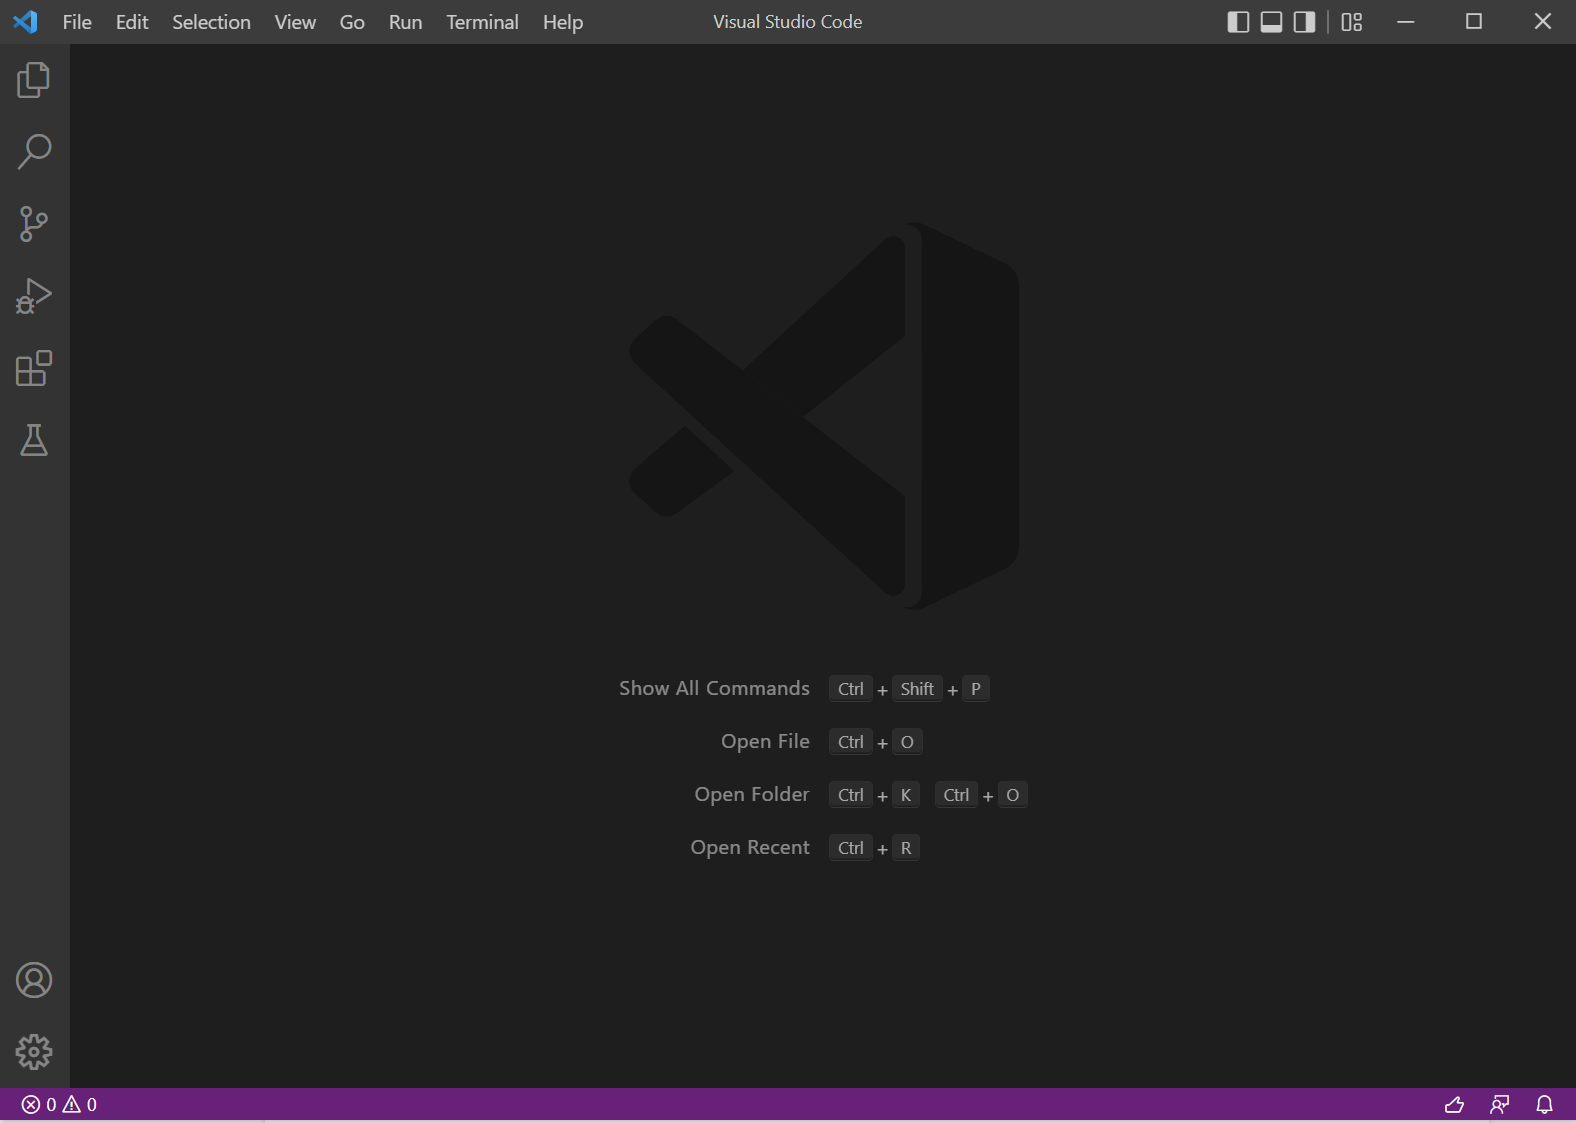 File Edit Selection View Go Run Terminal Help Visual Studio Code
Show All Commands Ctrl + Shift + P
Open File Ctrl + O
Open Folder Ctrl + K Ctrl + O
Open Recent Ctrl + R
0 0